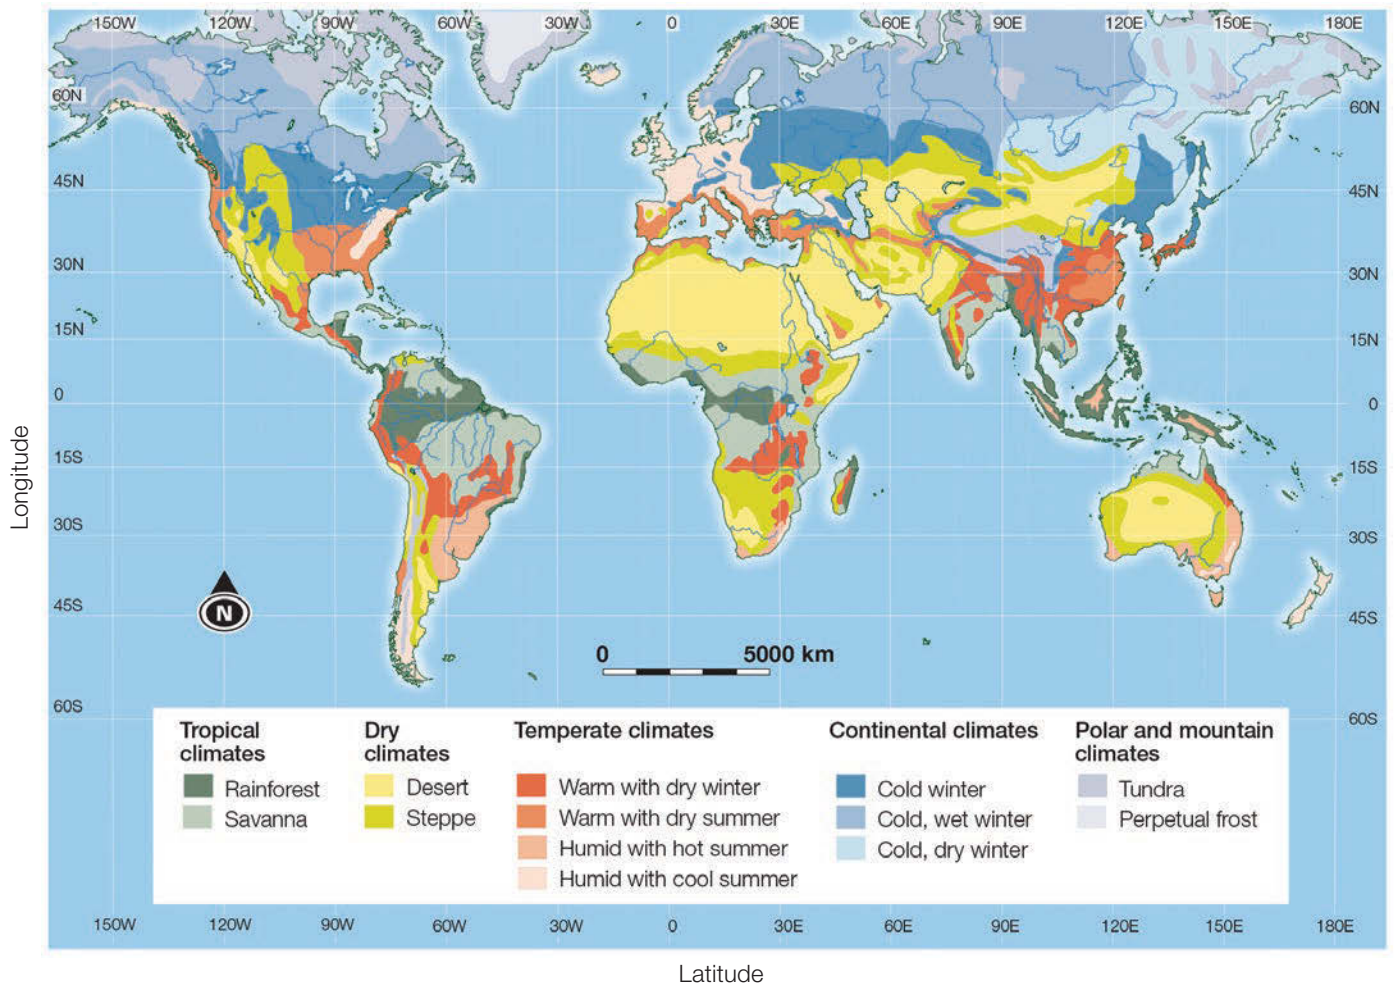 150W 120W 90W 60W 30W 0 30E 60E 90E 120E 150E 180E
60N 60N
45N 45N
30N 30N
15N 15N
0 0
15S 15S
30S 30S
45S 45S
60S 60S
Longitude
N
0 5000 km
Tropical
climates
Rainforest
Savanna
Dry
climates
Desert
Steppe
Temperate climates
Warm with dry winter
Warm with dry summer
Humid with hot summer
Humid with cool summer
Continental climates
Cold winter
Cold, wet winter
Cold, dry winter
Polar and mountain
climates
Tundra
Perpetual frost
150W 120W 90W 60W 30W 0 30E 60E 90E 120E 150E 180E
Latitude